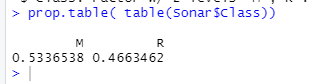 > prop.table( table(Sonar$Class))
M R
0.5336538 0.4663462
>